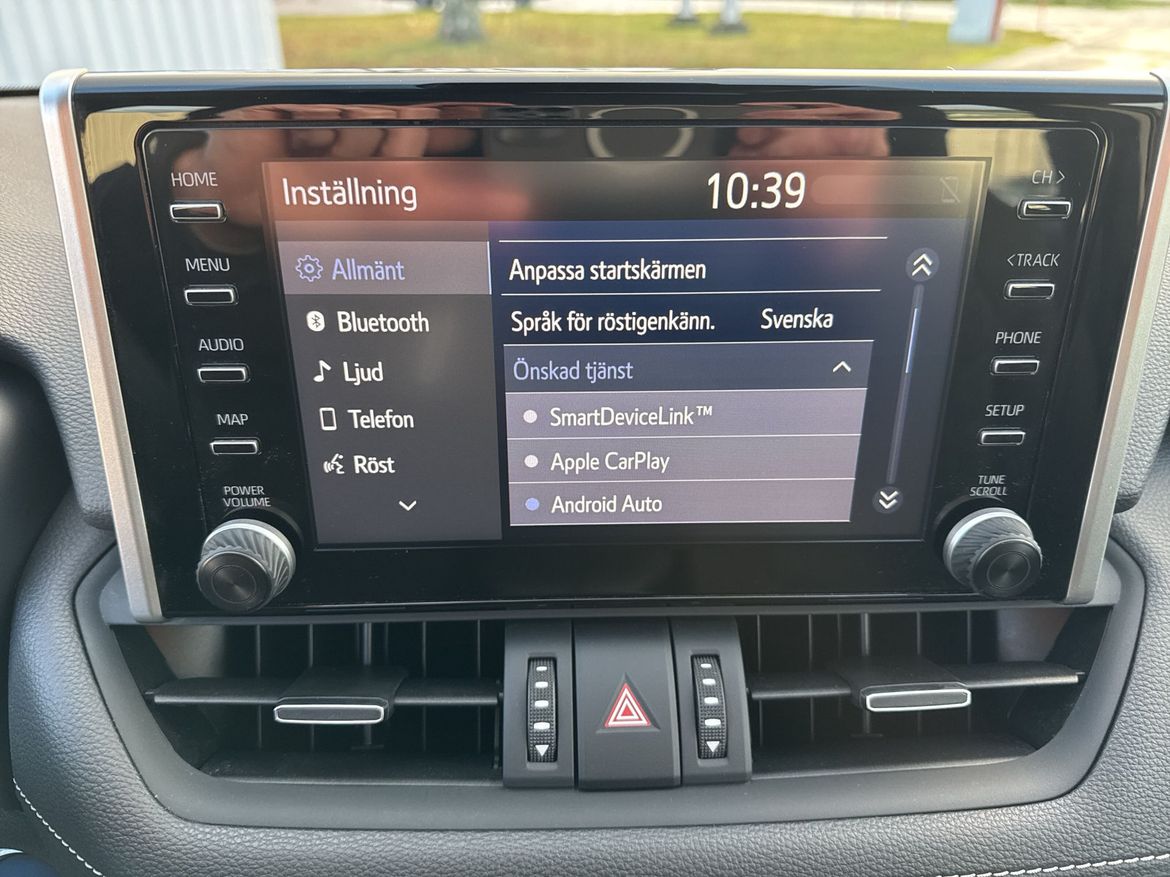 HOME
MENU
AUDIO
MAP
POWER
VOLUME
Inställning
10:39
Allmänt
Bluetooth
Ljud
Telefon
Röst
Anpassa startskärmen
Språk för röstigenkänn. Svenska
Önskad tjänst
SmartDeviceLink™
Apple CarPlay
Android Auto
CH >
< TRACK
PHONE
SETUP
TUNE
SCROLL